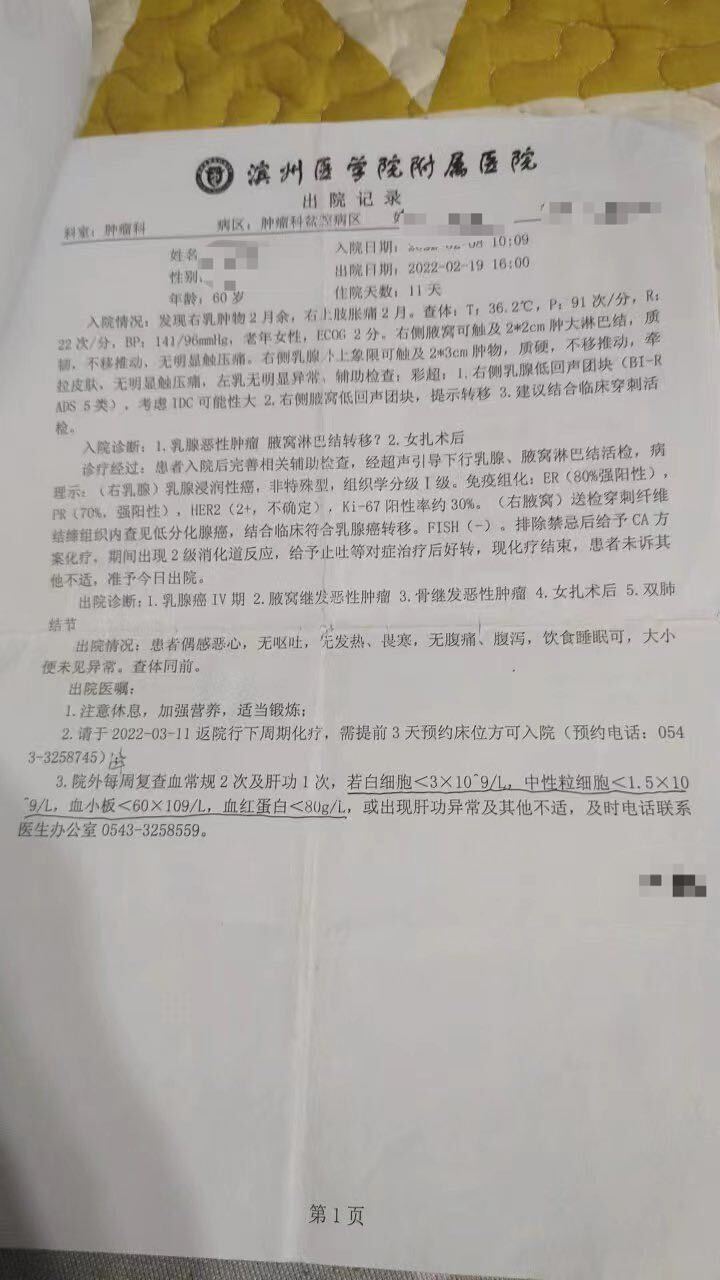 滨州医学院附属医院
出院记录
科室：肿瘤科 病区：肿瘤科盆源病区
姓名 入院日期：2022-02-08 10:09
性别 出院日期：2022-02-19 16:00
年龄：60岁 住院天数：11天
入院情况：发现右乳肿物2月余，右上肢胀痛2月。查体：T：36.2℃，P：91次/分，R：
22次/分，BP：141/96mmHg，老年女性，ECOG 2分。右侧腋窝可触及2*2cm肿大淋巴结，质
韧，不移推动，无明显触压痛。右侧乳腺外上象限可触及2*3cm肿物，质硬，不移推动，牵
拉皮肤，无明显触压痛，左乳无明显异常。辅助检查：彩超：1.右侧乳腺低回声团块（BI-R
ADS 5类），考虑IDC可能性大 2.右侧腋窝低回声团块，提示转移 3.建议结合临床穿刺活
检。
入院诊断：1.乳腺恶性肿瘤 腋窝淋巴结转移？2.女扎术后
诊疗经过：患者入院后完善相关辅助检查，经超声引导下行乳腺、腋窝淋巴结活检，病
理示：（右乳腺）乳腺浸润性癌，非特殊型，组织学分级Ⅰ级。免疫组化：ER（80%强阳性），
PR（70%，强阳性），HER2（2+，不确定），Ki-67阳性率约30%。（右腋窝）送检穿刺纤维
结缔组织内查见低分化腺癌，结合临床符合乳腺癌转移。FISH（-）。排除禁忌后给予CA方
案化疗，期间出现2级消化道反应，给予止吐等对症治疗后好转，现化疗结束，患者未诉其
他不适，准予今日出院。
出院诊断：1.乳腺癌IV期 2.腋窝继发恶性肿瘤 3.骨继发恶性肿瘤 4.女扎术后 5.双肺
结节
出院情况：患者偶感恶心，无呕吐，无发热、畏寒，无腹痛、腹泻，饮食睡眠可，大小
便未见异常。查体同前。
出院医嘱：
1.注意休息，加强营养，适当锻炼；
2.请于2022-03-11返院行下周期化疗，需提前3天预约床位方可入院（预约电话：054
3-3258745）
3.院外每周复查血常规2次及肝功1次，若白细胞<3×10^9/L，中性粒细胞<1.5×10
^9/L，血小板<60×109/L，血红蛋白<80g/L，或出现肝功异常及其他不适，及时电话联系
医生办公室0543-3258559。
第1页